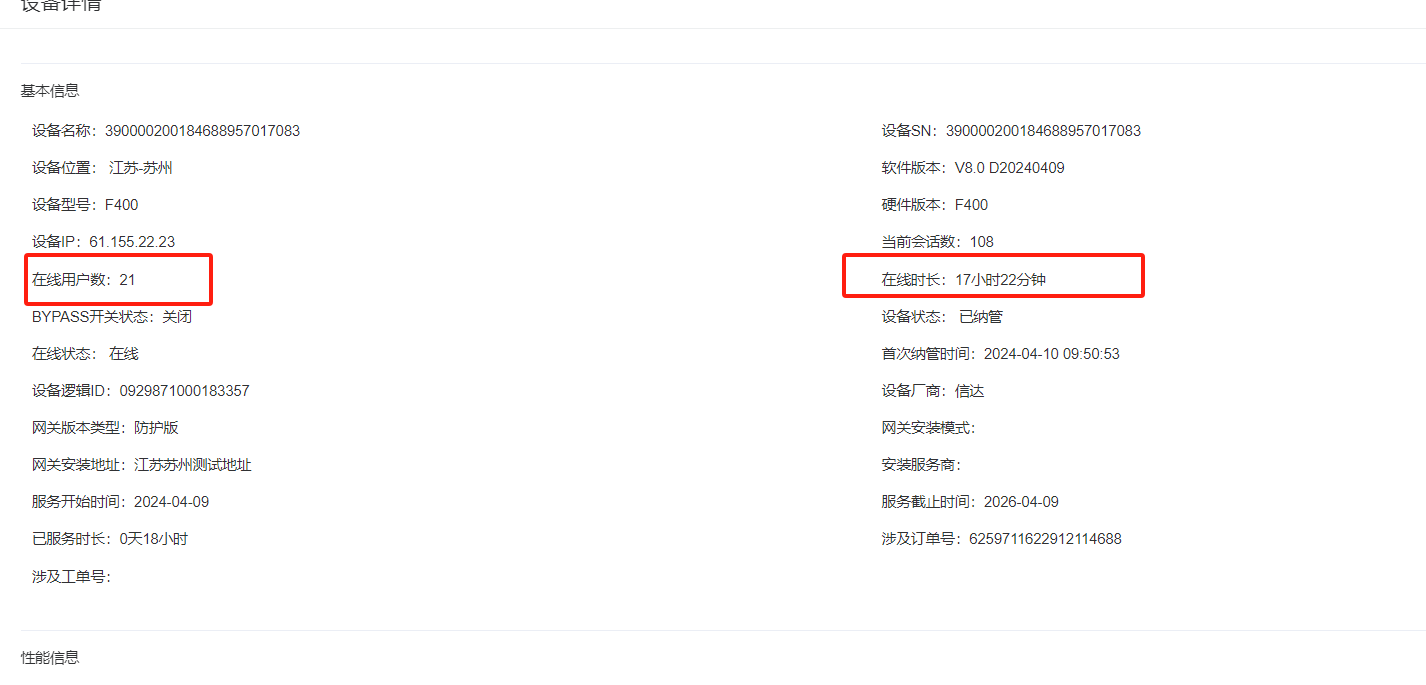 设备详情
基本信息
设备名称：390000200184688957017083
设备SN：390000200184688957017083
设备位置： 江苏-苏州
软件版本：V8.0 D20240409
设备型号：F400
硬件版本：F400
设备IP：61.155.22.23
当前会话数：108
在线用户数：21
在线时长：17小时22分钟
BYPASS开关状态：关闭
设备状态： 已纳管
在线状态： 在线
首次纳管时间：2024-04-10 09:50:53
设备逻辑ID：0929871000183357
设备厂商：信达
网关版本类型：防护版
网关安装模式：
网关安装地址：江苏苏州测试地址
安装服务商：
服务开始时间：2024-04-09
服务截止时间：2026-04-09
已服务时长：0天18小时
涉及订单号：6259711622912114688
涉及工单号：
性能信息